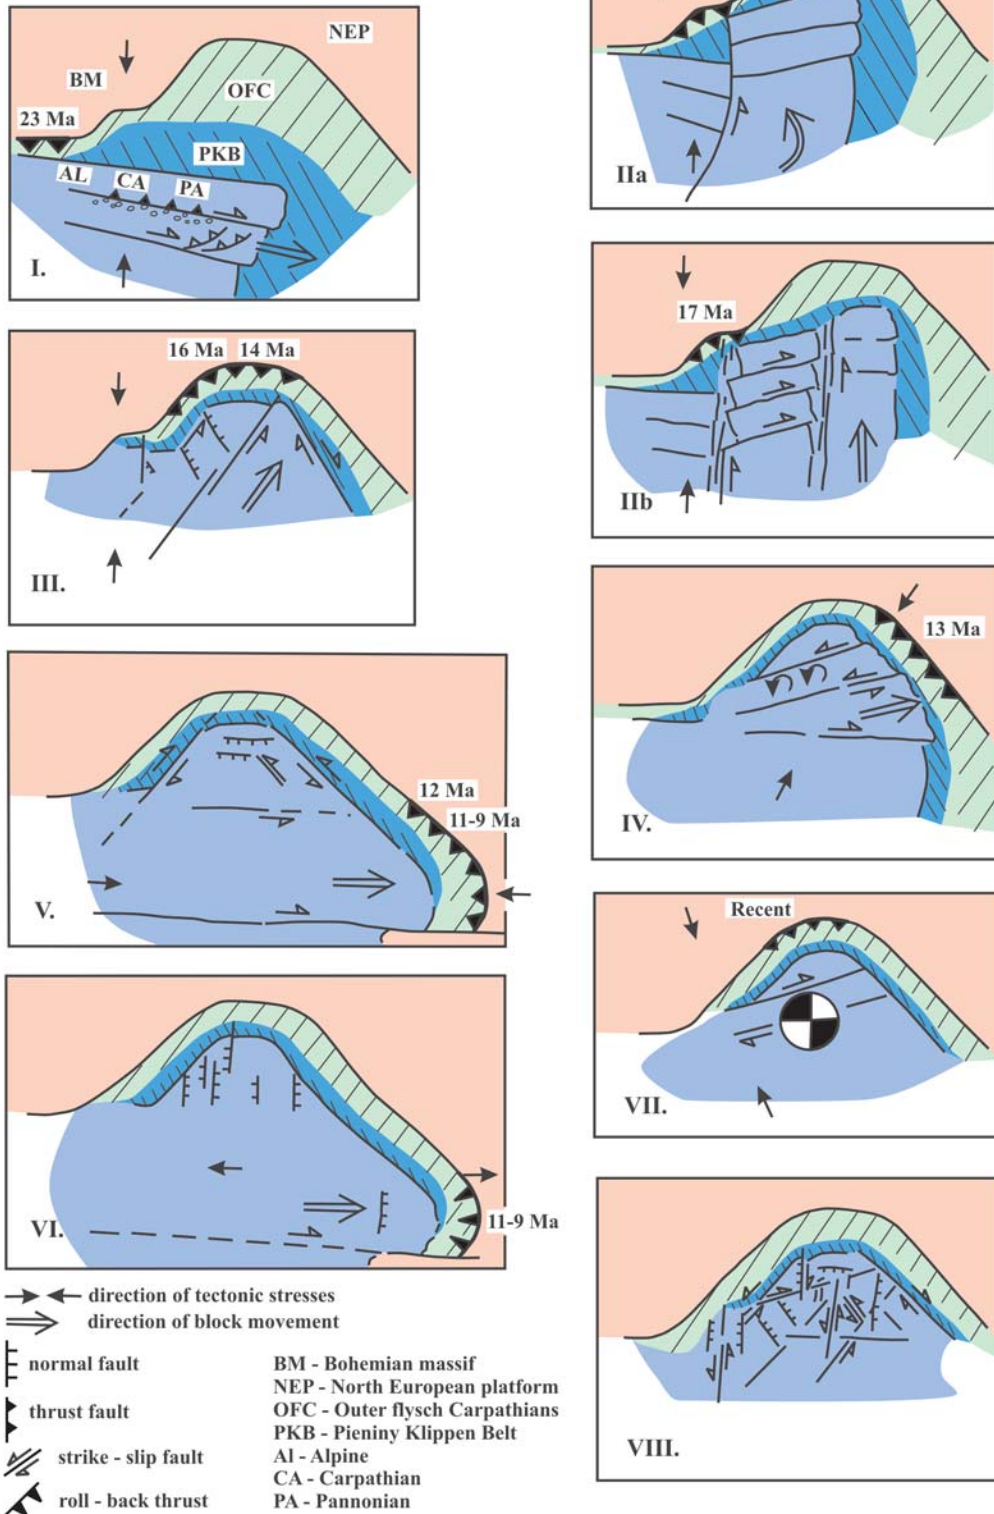 NEP
BM
OFC
23 Ma
PKB
AL
CA
PA
I.
IIa
17 Ma
IIb
16 Ma 14 Ma
III.
13 Ma
IV.
12 Ma
11-9 Ma
V.
Recent
VII.
11-9 Ma
VI.
VIII.
direction of tectonic stresses
direction of block movement
normal fault
thrust fault
strike - slip fault
roll - back thrust
BM - Bohemian massif
NEP - North European platform
OFC - Outer flysch Carpathians
PKB - Pieniny Klippen Belt
Al - Alpine
CA - Carpathian
PA - Pannonian